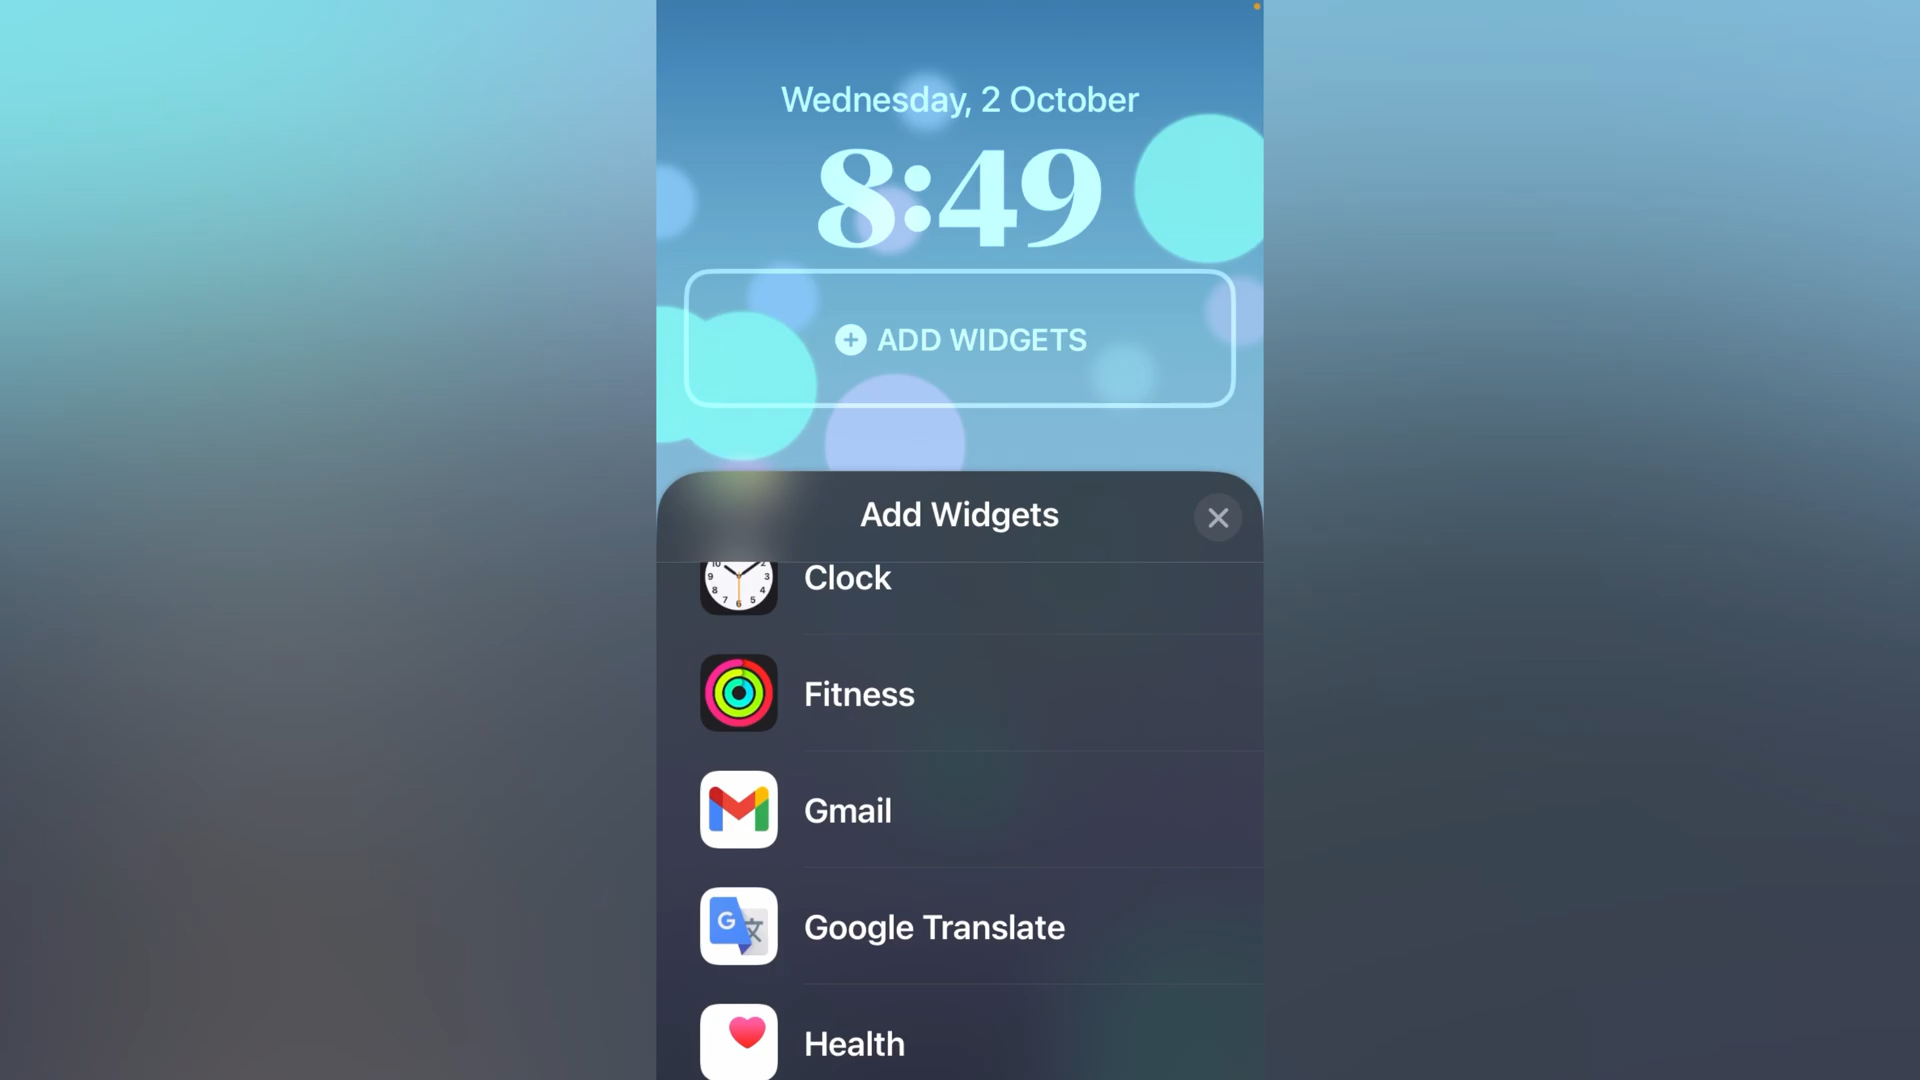 Wednesday, 2 October
8:49
ADD WIDGETS
Add Widgets
Clock
Fitness
Gmail
Google Translate
Health